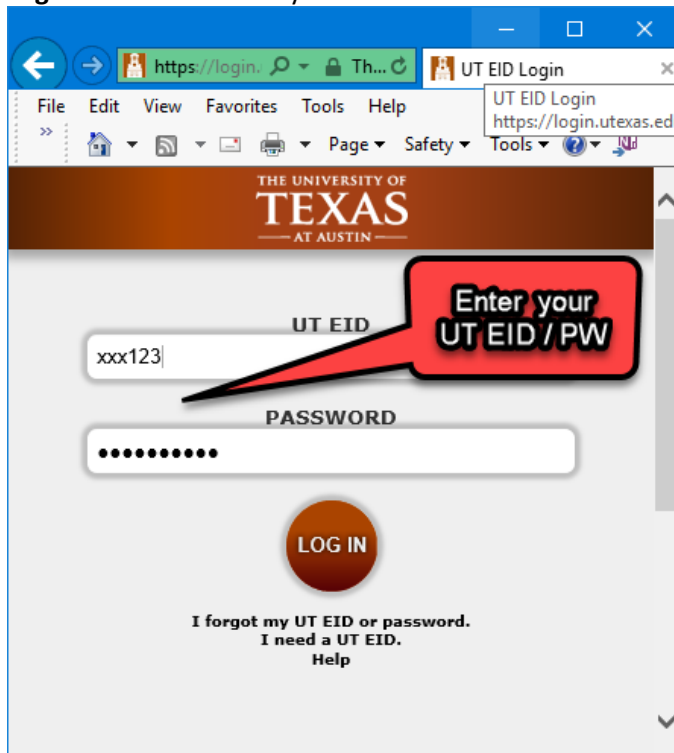 https://login.
Th...
UT EID Login
File Edit View Favorites Tools Help
UT EID Login
https://login.utexas.ed
Page Safety Tools
THE UNIVERSITY OF
TEXAS
AT AUSTIN
Enter your
UT EID / PW
UT EID
xxx123
PASSWORD
LOG IN
I forgot my UT EID or password.
I need a UT EID.
Help